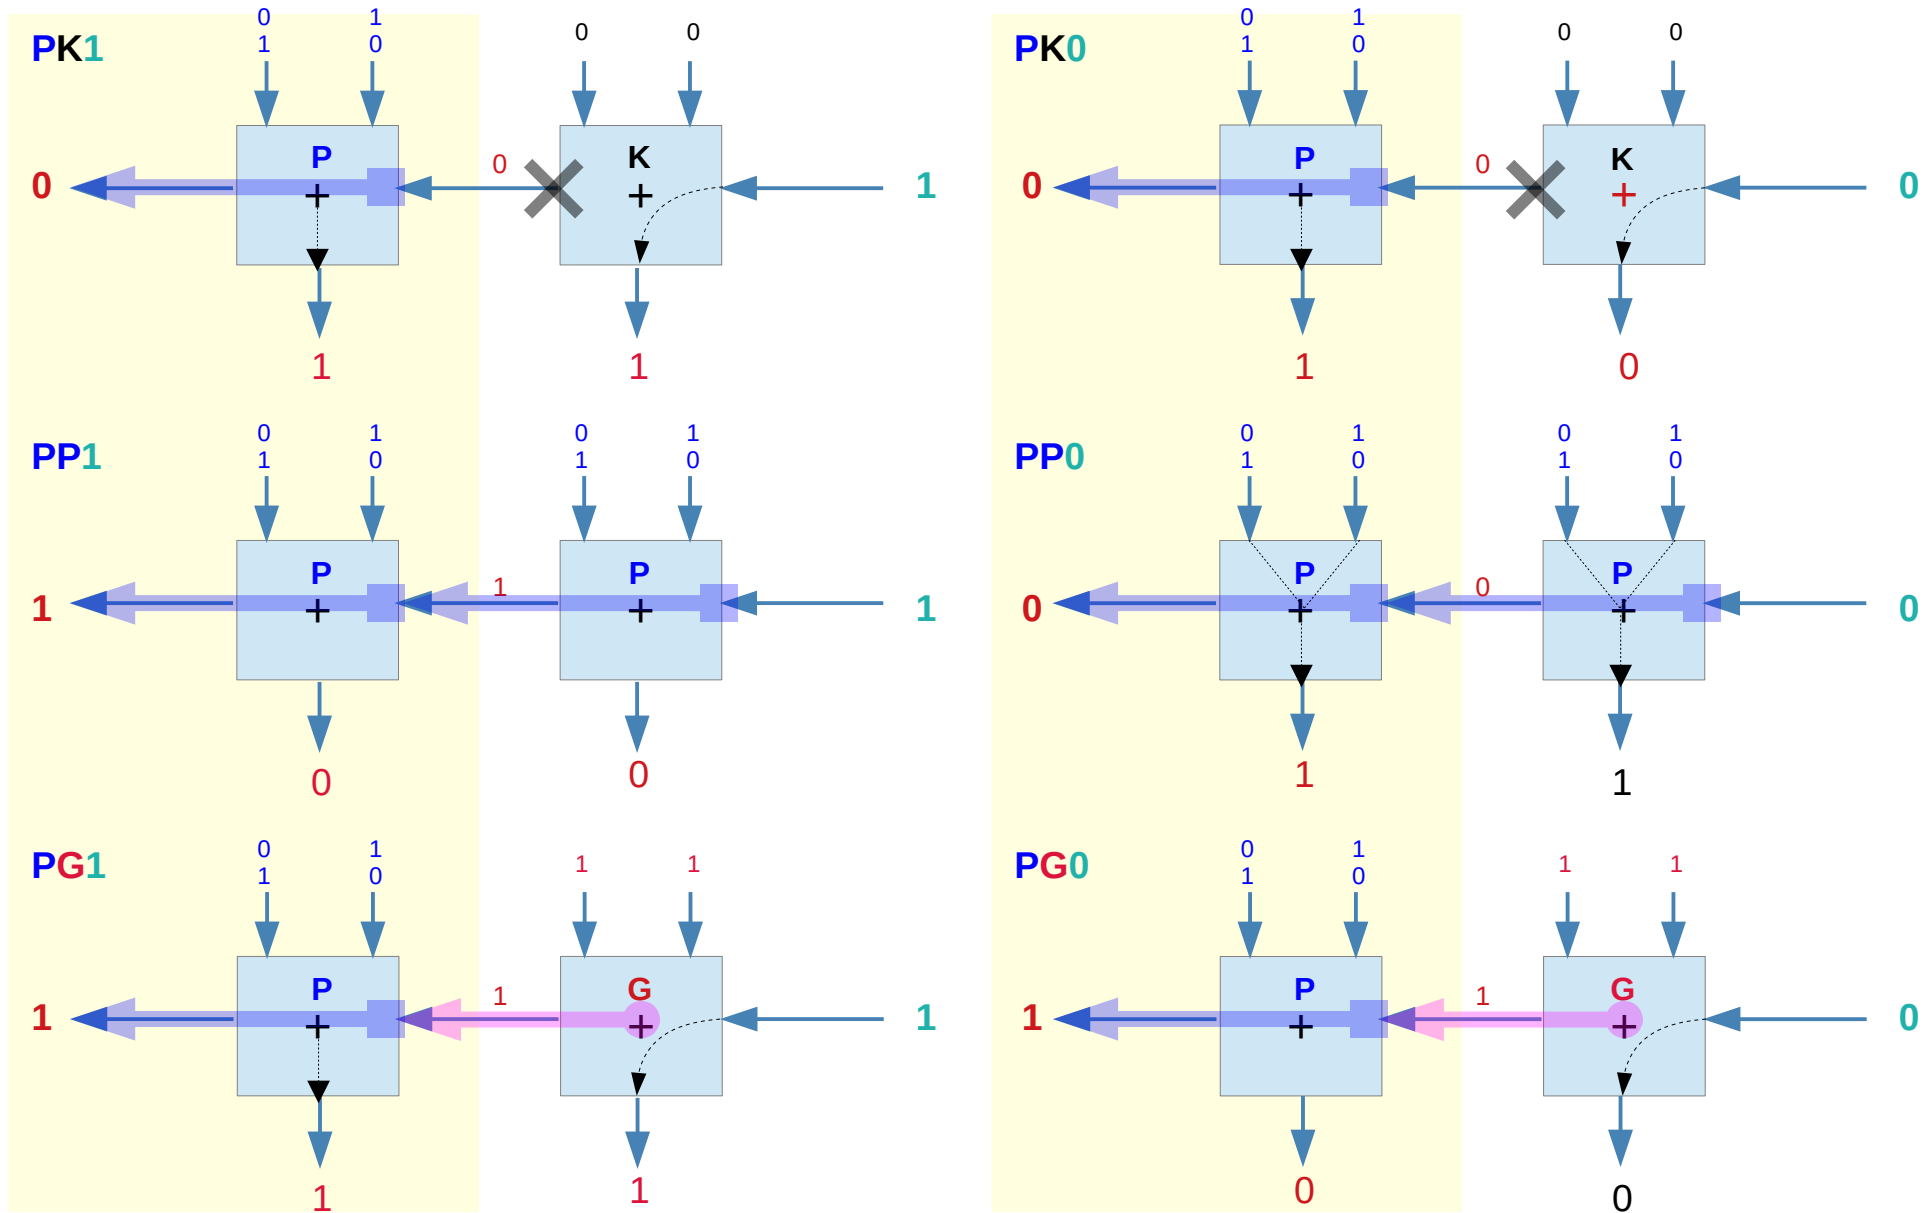 0 1 0 0 0 1 0 0
PK1 1 0 PK0 1 0
P K P K
0 0 1 0 0 0
+ + + +
1 1 1 0
0 1 0 1 0 1 0 1
PP1 1 0 1 0 PP0 1 0 1 0
P P P P
1 1 1 0 0 0
+ + + +
0 0 1 1
0 1 1 1 0 1 1 1
PG1 1 0 PG0 1 0
P G P G
1 1 1 1 1 0
+ + + +
1 1 0 0